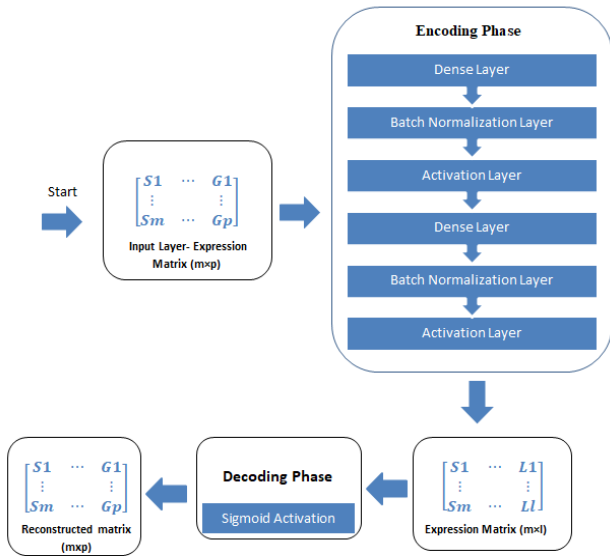 Start
[S1 ⋯ G1
⋮ ⋮
Sm ⋯ Gp]
Input Layer- Expression
Matrix (m×p)
Encoding Phase
Dense Layer
Batch Normalization Layer
Activation Layer
Dense Layer
Batch Normalization Layer
Activation Layer
[S1 ⋯ L1
⋮ ⋮
Sm ⋯ Ll]
Expression Matrix (m×l)
Decoding Phase
Sigmoid Activation
[S1 ⋯ G1
⋮ ⋮
Sm ⋯ Gp]
Reconstructed matrix
(mxp)